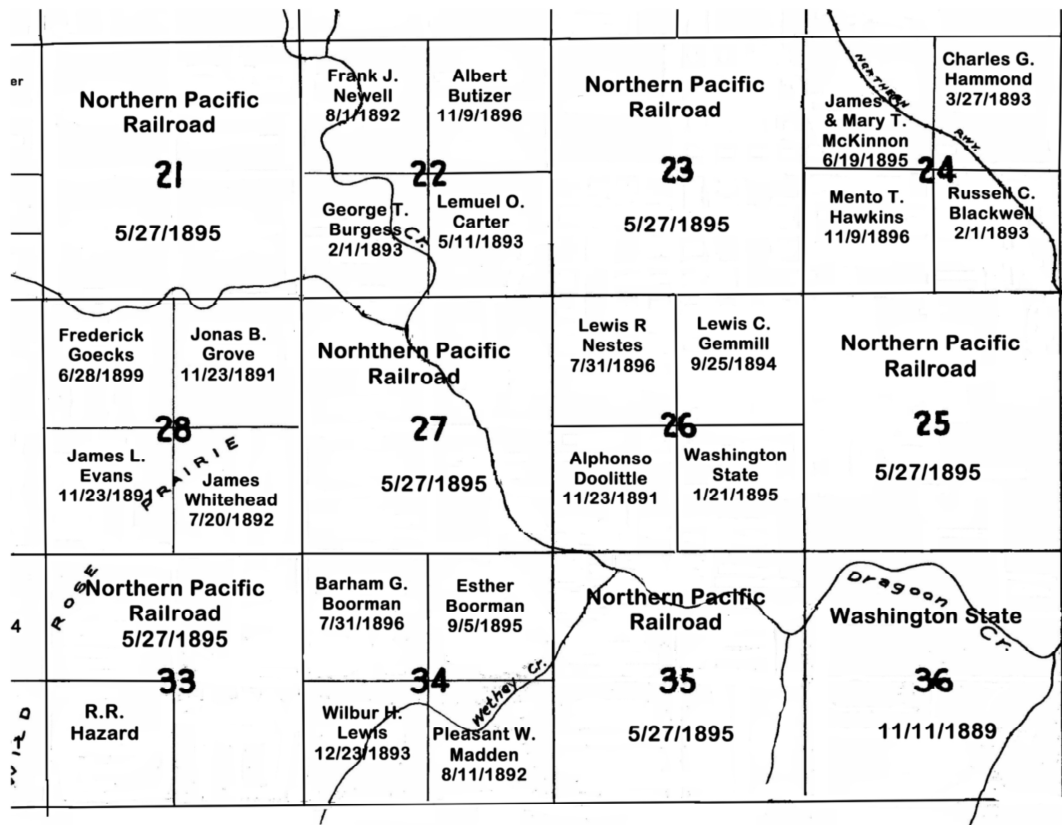 er
Northern Pacific
Railroad
21
5/27/1895
Frank J.
Newell
8/1/1892
Albert
Butizer
11/9/1896
22
George T.
Burgess
2/1/1893
Cr.
Lemuel O.
Carter
5/11/1893
Northern Pacific
Railroad
23
5/27/1895
NORTHERN
RWY.
James O
& Mary T.
McKinnon
6/19/1895
Charles G.
Hammond
3/27/1893
24
Mento T.
Hawkins
11/9/1896
Russell C.
Blackwell
2/1/1893
Frederick
Goecks
6/28/1899
Jonas B.
Grove
11/23/1891
28
James L.
Evans
11/23/1891
PRAIRIE
James
Whitehead
7/20/1892
Norhthern Pacific
Railroad
27
5/27/1895
Lewis R
Nestes
7/31/1896
Lewis C.
Gemmill
9/25/1894
26
Alphonso
Doolittle
11/23/1891
Washington
State
1/21/1895
Northern Pacific
Railroad
25
5/27/1895
4
ROSE
Northern Pacific
Railroad
5/27/1895
33
R.R.
Hazard
WILD
Barham G.
Boorman
7/31/1896
Esther
Boorman
9/5/1895
34
Wethey Cr.
Wilbur H.
Lewis
12/23/1893
Pleasant W.
Madden
8/11/1892
Northern Pacific
Railroad
35
5/27/1895
Dragoon
Cr.
Washington State
36
11/11/1889